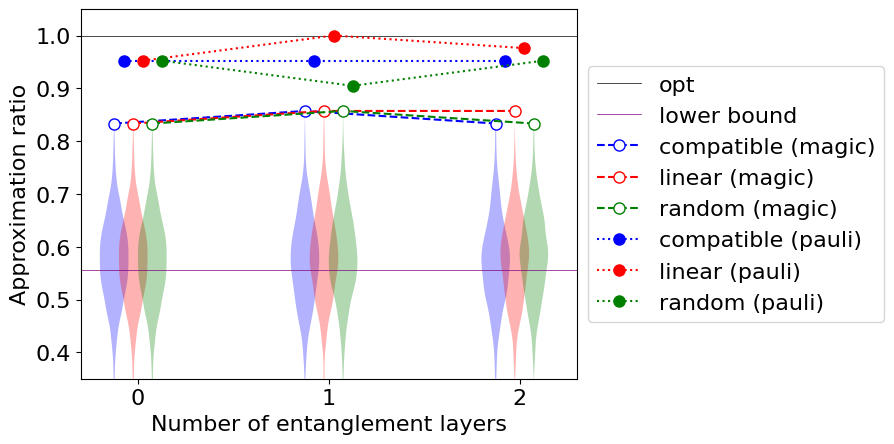 1.0
0.9
0.8
0.7
0.6
0.5
0.4
Approximation ratio
0 1 2
Number of entanglement layers
opt
lower bound
compatible (magic)
linear (magic)
random (magic)
compatible (pauli)
linear (pauli)
random (pauli)